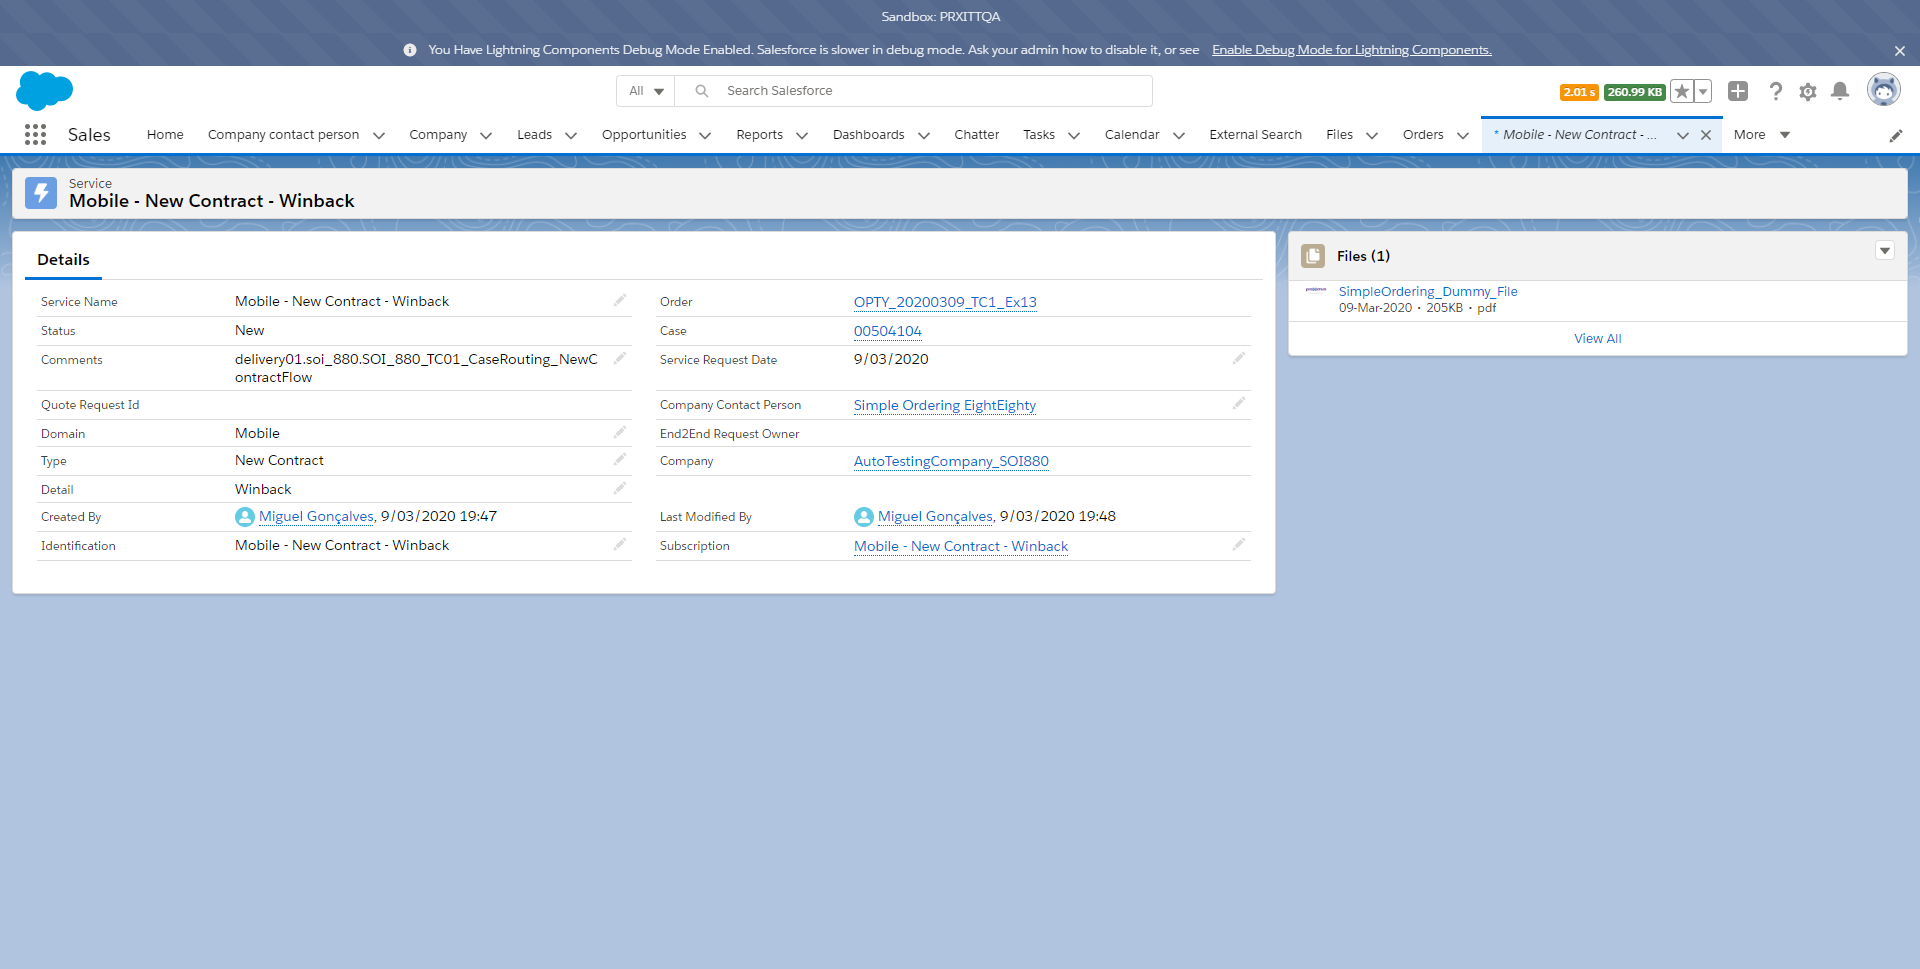 Sandbox: PRXITTQA
You Have Lightning Components Debug Mode Enabled. Salesforce is slower in debug mode. Ask your admin how to disable it, or see Enable Debug Mode for Lightning Components.
All Search Salesforce 2.01 s 260.99 KB
Sales Home Company contact person Company Leads Opportunities Reports Dashboards Chatter Tasks Calendar External Search Files Orders * Mobile - New Contract - ... More
Service
Mobile - New Contract - Winback
Details
Service Name Mobile - New Contract - Winback Order OPTY_20200309_TC1_Ex13
Status New Case 00504104
Comments delivery01.soi_880.SOI_880_TC01_CaseRouting_NewC Service Request Date 9/03/2020
ontractFlow
Quote Request Id Company Contact Person Simple Ordering EightEighty
Domain Mobile End2End Request Owner
Type New Contract Company AutoTestingCompany_SOI880
Detail Winback
Created By Miguel Gonçalves, 9/03/2020 19:47 Last Modified By Miguel Gonçalves, 9/03/2020 19:48
Identification Mobile - New Contract - Winback Subscription Mobile - New Contract - Winback
Files (1)
SimpleOrdering_Dummy_File
09-Mar-2020 • 205KB • pdf
View All